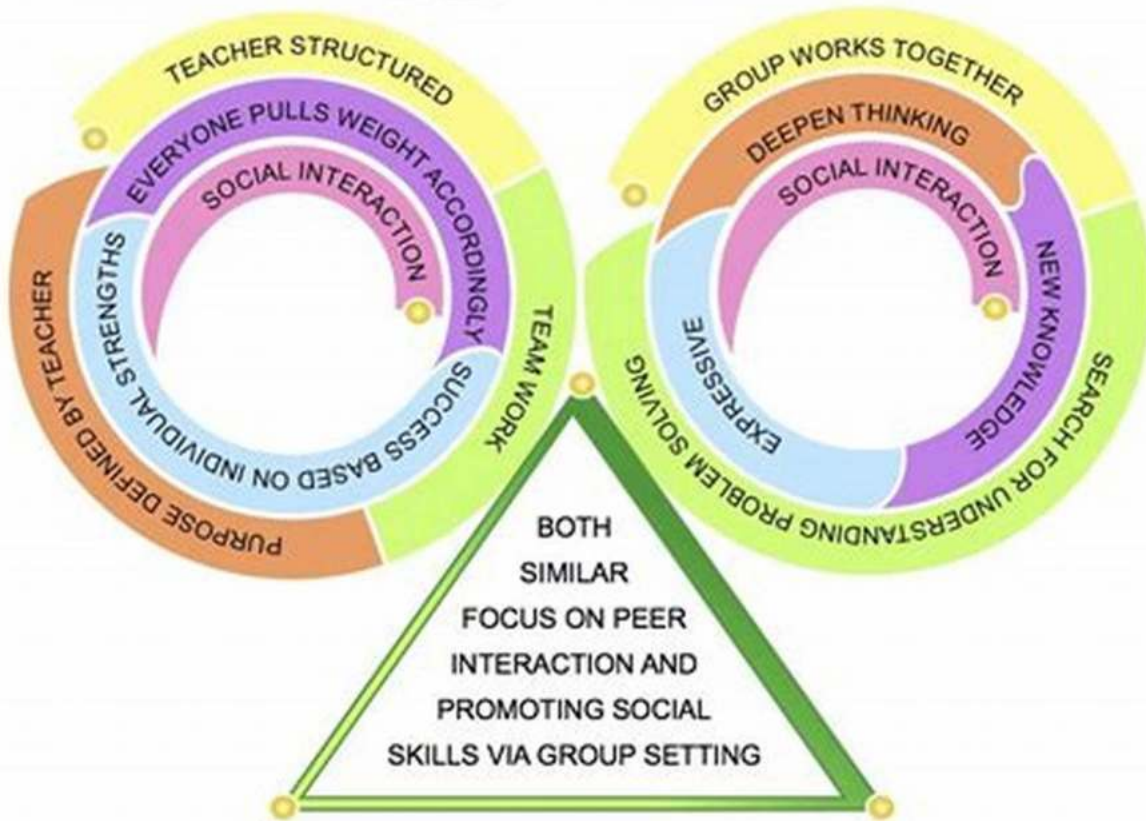 TEACHER STRUCTURED
EVERYONE PULLS WEIGHT ACCORDINGLY
SOCIAL INTERACTION
TEAM WORK
SUCCESS BASED ON INDIVIDUAL STRENGTHS
PURPOSE DEFINED BY TEACHER
GROUP WORKS TOGETHER
DEEPEN THINKING
SOCIAL INTERACTION
NEW KNOWLEDGE
EXPRESSIVE
SEARCH FOR UNDERSTANDING PROBLEM SOLVING
BOTH
SIMILAR
FOCUS ON PEER
INTERACTION AND
PROMOTING SOCIAL
SKILLS VIA GROUP SETTING